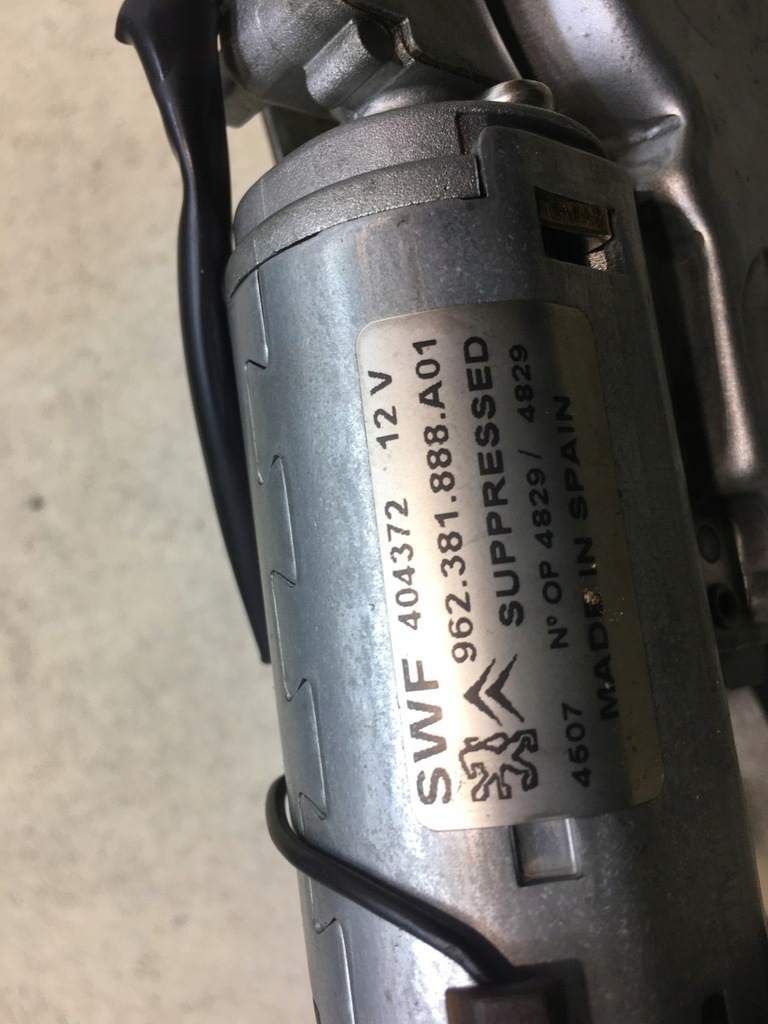 SWF 404372 12 V
962.381.888.A01
SUPPRESSED
4507 N° OP 4829 / 4829
MADE IN SPAIN